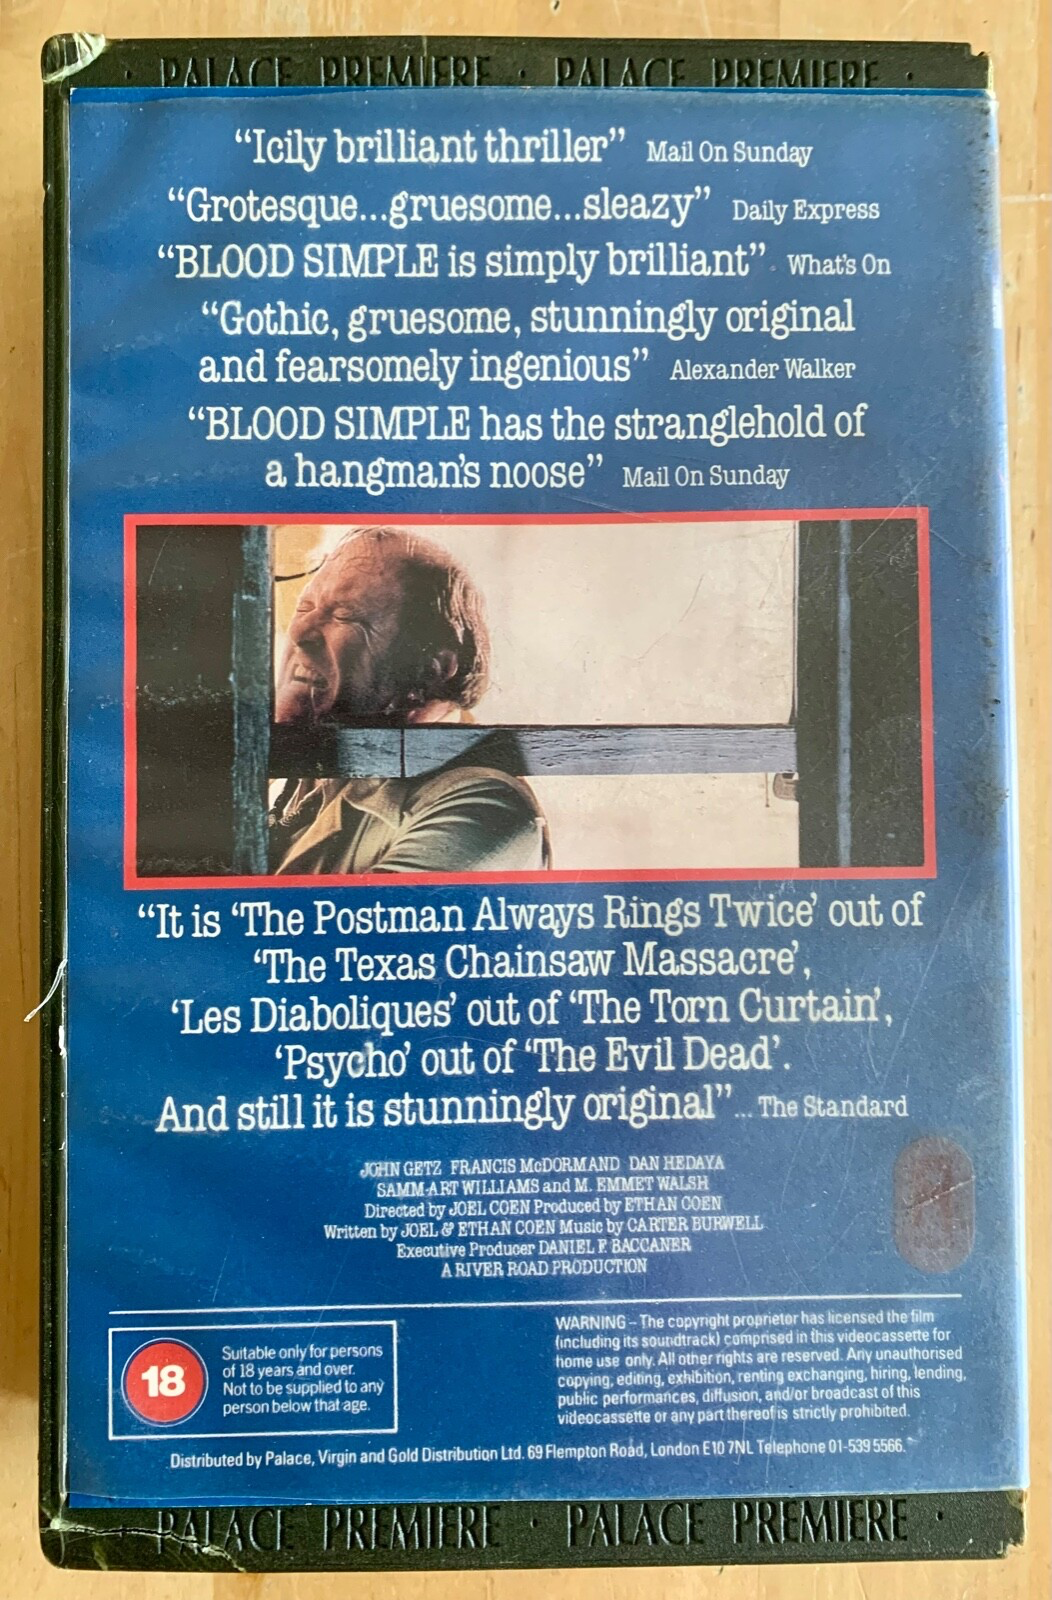 PALACE PREMIERE · PALACE PREMIERE ·
“Icily brilliant thriller” Mail On Sunday
“Grotesque...gruesome...sleazy” Daily Express
“BLOOD SIMPLE is simply brilliant” What's On
“Gothic, gruesome, stunningly original
and fearsomely ingenious” Alexander Walker
“BLOOD SIMPLE has the stranglehold of
a hangman's noose” Mail On Sunday
“It is ‘The Postman Always Rings Twice’ out of
‘The Texas Chainsaw Massacre’,
‘Les Diaboliques’ out of ‘The Torn Curtain’,
‘Psycho’ out of ‘The Evil Dead’.
And still it is stunningly original”... The Standard
JOHN GETZ FRANCIS McDORMAND DAN HEDAYA
SAMM-ART WILLIAMS and M. EMMET WALSH
Directed by JOEL COEN Produced by ETHAN COEN
Written by JOEL & ETHAN COEN Music by CARTER BURWELL
Executive Producer DANIEL F. BACCANER
A RIVER ROAD PRODUCTION
18
Suitable only for persons
of 18 years and over.
Not to be supplied to any
person below that age.
WARNING – The copyright proprietor has licensed the film
(including its soundtrack) comprised in this videocassette for
home use only. All other rights are reserved. Any unauthorised
copying, editing, exhibition, renting exchanging, hiring, lending,
public performances, diffusion, and/or broadcast of this
videocassette or any part thereof is strictly prohibited.
Distributed by Palace, Virgin and Gold Distribution Ltd. 69 Flempton Road, London E10 7NL Telephone 01-539 5566.
PALACE PREMIERE · PALACE PREMIERE ·